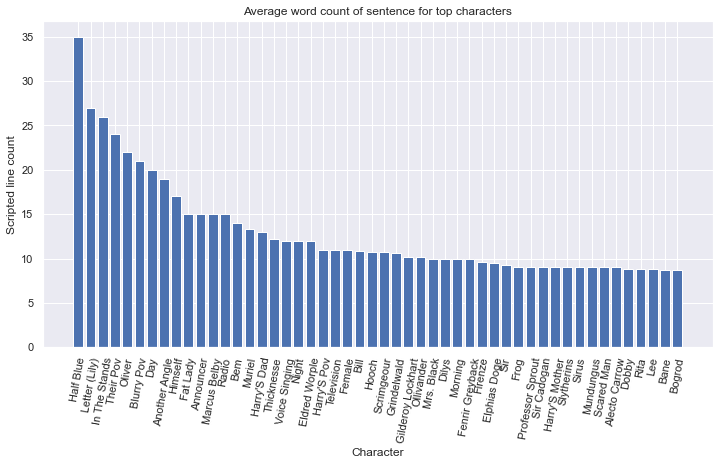 Average word count of sentence for top characters
Scripted line count
35
30
25
20
15
10
5
0
Half Blue
Letter (Lily)
In The Stands
Their Pov
Oliver
Blurry Pov
Day
Another Angle
Himself
Fat Lady
Announcer
Marcus Belby
Radio
Bem
Muriel
Harry'S Dad
Thicknesse
Voice Singing
Night
Eldred Worple
Harry'S Pov
Television
Female
Bill
Hooch
Scrimgeour
Grindelwald
Gilderoy Lockhart
Ollivander
Mrs. Black
Dilys
Morning
Fenrir Greyback
Firenze
Elphias Doge
Sir
Frog
Professor Sprout
Sir Cadogan
Harry'S Mother
Slytherins
Sirus
Mundungus
Scared Man
Alecto Carrow
Dobby
Rita
Lee
Bane
Bogrod
Character